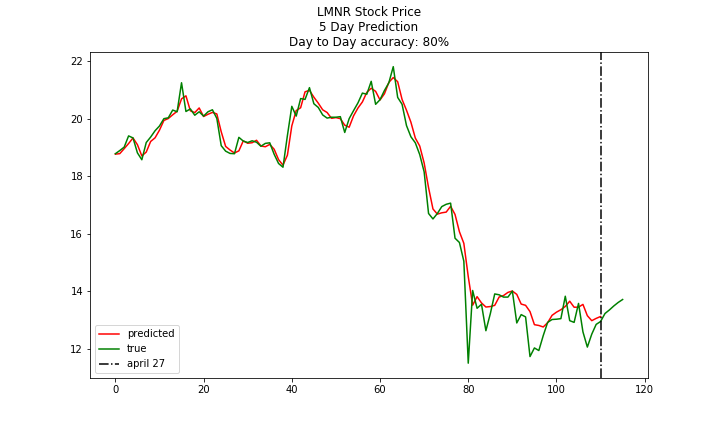 LMNR Stock Price
5 Day Prediction
Day to Day accuracy: 80%
22
20
18
16
14
12
predicted
true
april 27
0 20 40 60 80 100 120